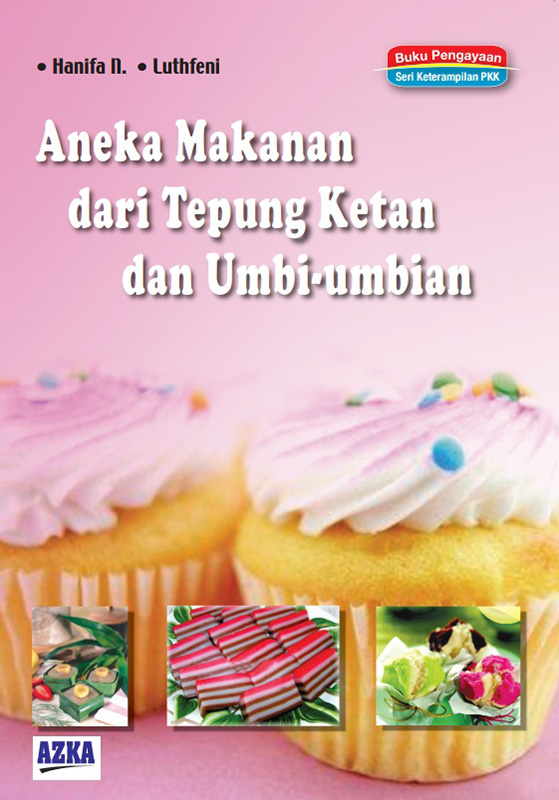 • Hanifa N. • Luthfeni
Buku Pengayaan
Seri Keterampilan PKK
Aneka Makanan
dari Tepung Ketan
dan Umbi-umbian
AZKA